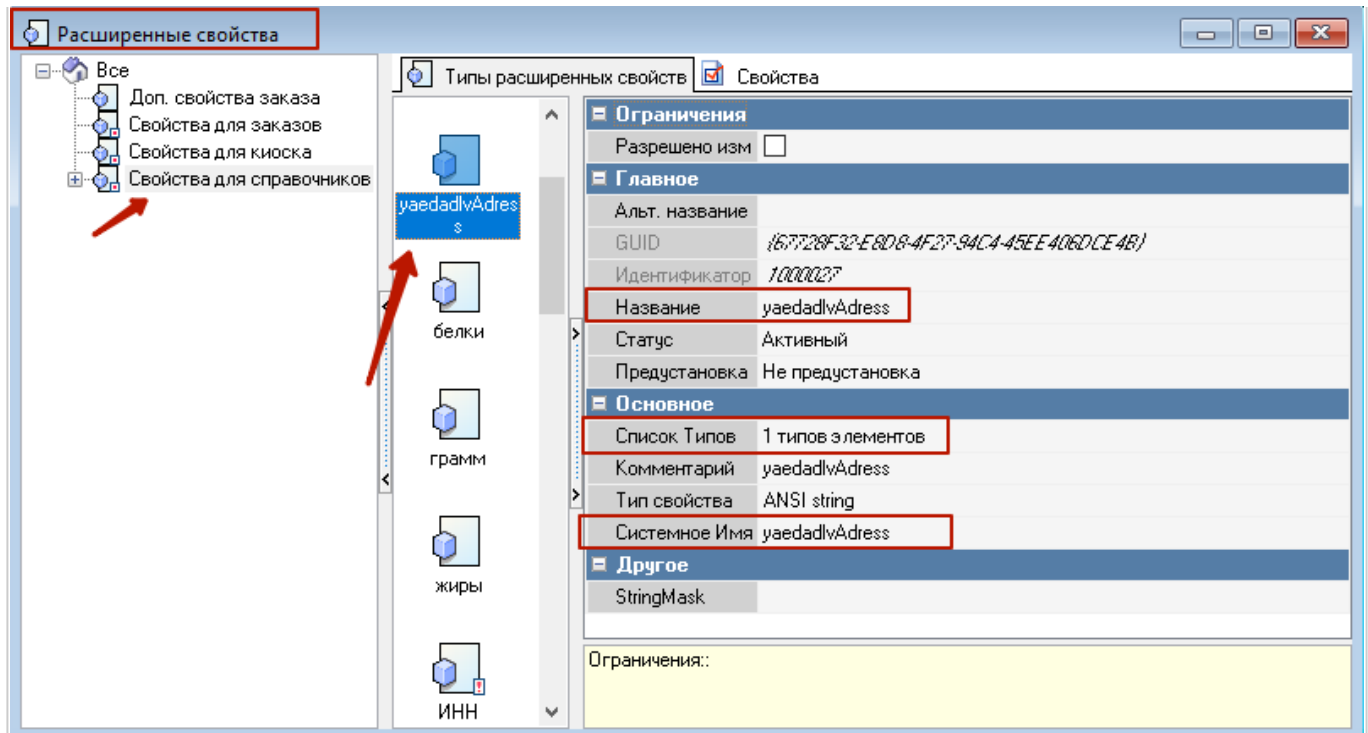 Расширенные свойства
Все
Доп. свойства заказа
Свойства для заказов
Свойства для киоска
Свойства для справочников
Типы расширенных свойств
Свойства
yaedadlvAdres
s
белки
грамм
жиры
ИНН
Ограничения
Разрешено изм
Главное
Альт. название
GUID {67728F32-E8D8-4F27-94C4-45EE406DCE4B}
Идентификатор 1000027
Название yaedadlvAdress
Статус Активный
Предустановка Не предустановка
Основное
Список Типов 1 типов элементов
Комментарий yaedadlvAdress
Тип свойства ANSI string
Системное Имя yaedadlvAdress
Другое
StringMask
Ограничения::